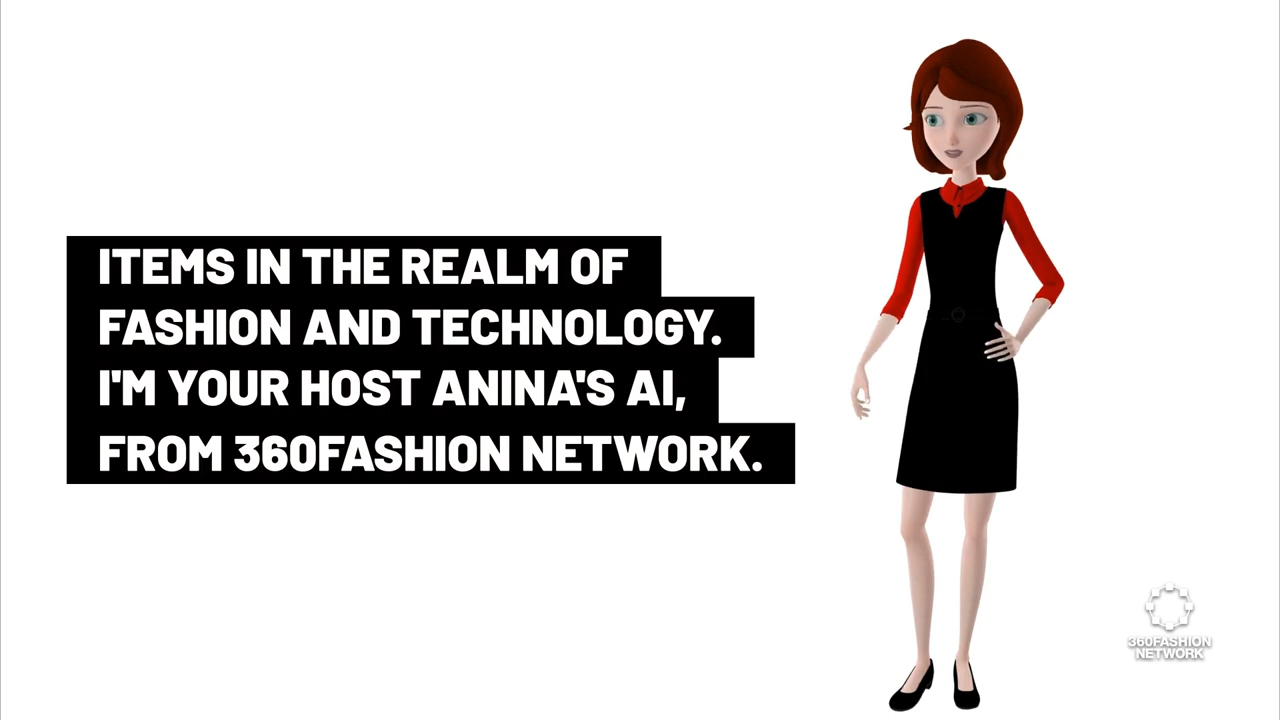 ITEMS IN THE REALM OF
FASHION AND TECHNOLOGY.
I'M YOUR HOST ANINA'S AI,
FROM 360FASHION NETWORK.
360FASHION
NETWORK